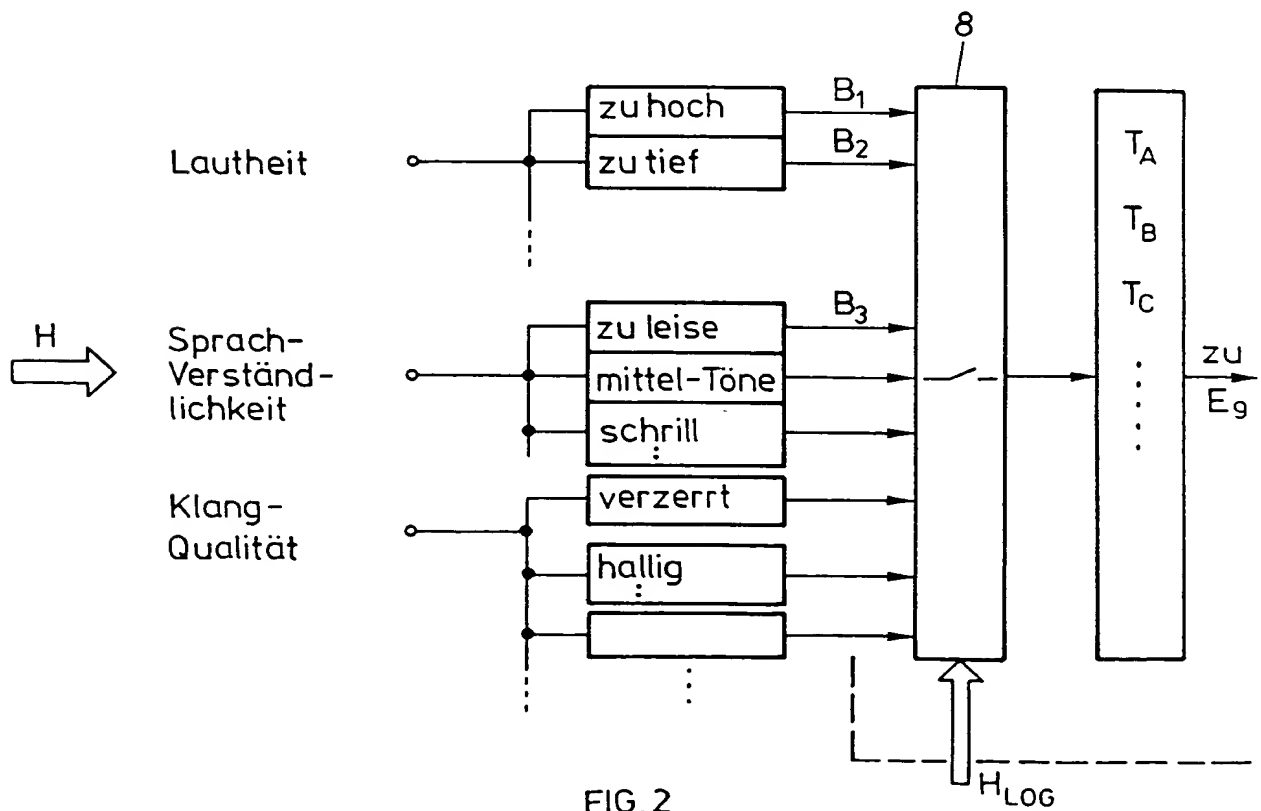 8
zu hoch
B1
Lautheit
zu tief
B2
TA
TB
TC
zu leise
B3
H
Sprach-
Verständ-
lichkeit
mittel-Töne
zu
Eg
schrill
Klang-
Qualität
verzerrt
hallig
HLOG
FIG. 2